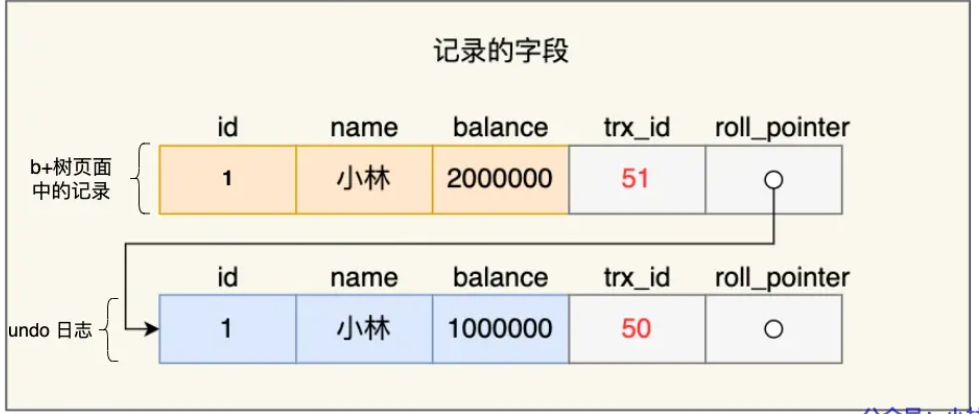 记录的字段
id name balance trx_id roll_pointer
b+树页面
中的记录
1 小林 2000000 51
id name balance trx_id roll_pointer
undo 日志
1 小林 1000000 50